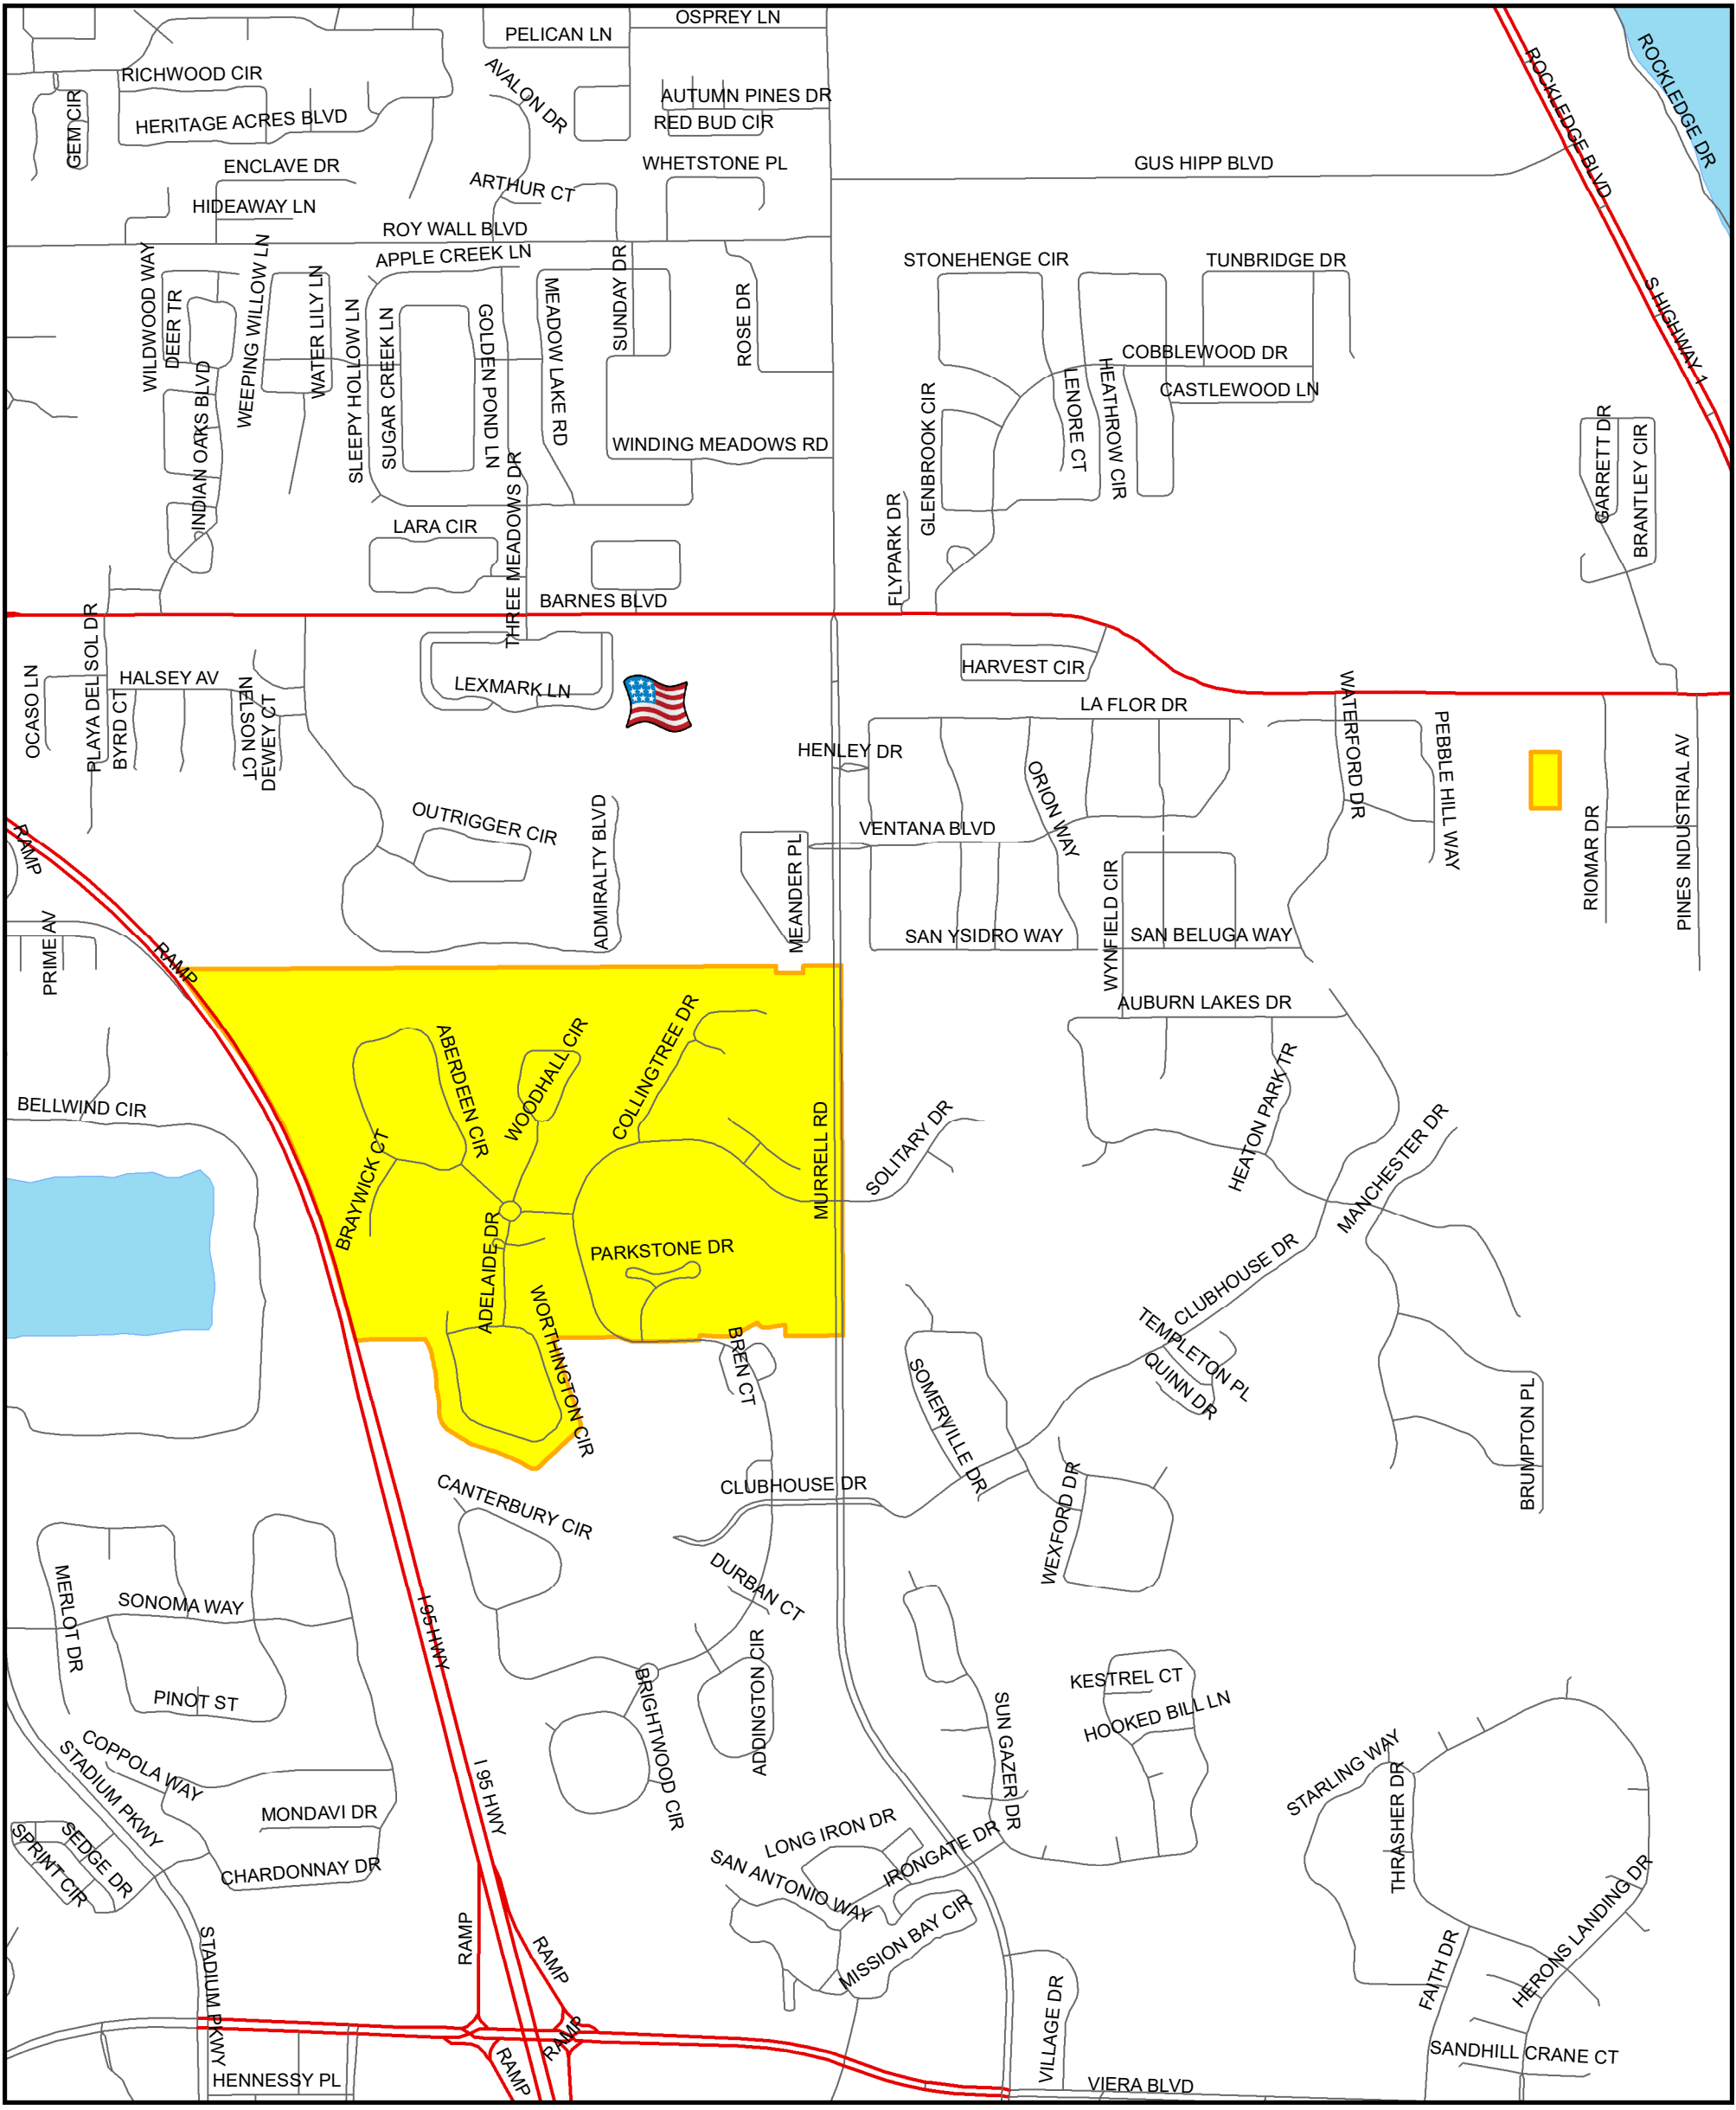 OSPREY LN
PELICAN LN
ROCKLEDGE DR
RICHWOOD CIR
AVALON DR
ROCKLEDGE BLVD
GEM CIR
AUTUMN PINES DR
HERITAGE ACRES BLVD
RED BUD CIR
ENCLAVE DR
WHETSTONE PL
GUS HIPP BLVD
ARTHUR CT
HIDEAWAY LN
ROY WALL BLVD
APPLE CREEK LN
STONEHENGE CIR
TUNBRIDGE DR
WILDWOOD WAY
DEER TR
WEEPING WILLOW LN
WATER LILY LN
SLEEPY HOLLOW LN
SUGAR CREEK LN
GOLDEN POND LN
MEADOW LAKE RD
SUNDAY DR
ROSE DR
S HIGHWAY 1
COBBLEWOOD DR
CASTLEWOOD LN
LENORE CT
HEATHROW CIR
INDIAN OAKS BLVD
WINDING MEADOWS RD
GLENBROOK CIR
GARRETT DR
BRANTLEY CIR
LARA CIR
THREE MEADOWS DR
FLYPARK DR
BARNES BLVD
PLAYA DEL SOL DR
OCASO LN
HALSEY AV
BYRD CT
NELSON CT
DEWEY CT
LEXMARK LN
HARVEST CIR
LA FLOR DR
WATERFORD DR
PEBBLE HILL WAY
HENLEY DR
ORION WAY
PINES INDUSTRIAL AV
RIOMAR DR
OUTRIGGER CIR
ADMIRALTY BLVD
MEANDER PL
VENTANA BLVD
RAMP
WYNFIELD CIR
PRIME AV
SAN YSIDRO WAY
SAN BELUGA WAY
RAMP
AUBURN LAKES DR
ABERDEEN CIR
WOODHALL CIR
COLLINGTREE DR
HEATON PARK TR
BELLWIND CIR
MURRELL RD
SOLITARY DR
MANCHESTER DR
BRAYWICK CT
ADELAIDE DR
PARKSTONE DR
CLUBHOUSE DR
WORTHINGTON CIR
BREN CT
TEMPLETON PL
QUINN DR
SOMERVILLE DR
BRUMPTON PL
CANTERBURY CIR
CLUBHOUSE DR
WEXFORD DR
DURBAN CT
MERLOT DR
SONOMA WAY
I 95 HWY
ADDINGTON CIR
BRIGHTWOOD CIR
KESTREL CT
HOOKED BILL LN
PINOT ST
SUN GAZER DR
COPPOLA WAY
STADIUM PKWY
I 95 HWY
STARLING WAY
THRASHER DR
MONDAVI DR
LONG IRON DR
IRONGATE DR
SPRINT CIR
SEDGE DR
CHARDONNAY DR
SAN ANTONIO WAY
MISSION BAY CIR
HERONS LANDING DR
FAITH DR
RAMP
RAMP
STADIUM PKWY
VILLAGE DR
RAMP
RAMP
SANDHILL CRANE CT
HENNESSY PL
VIERA BLVD